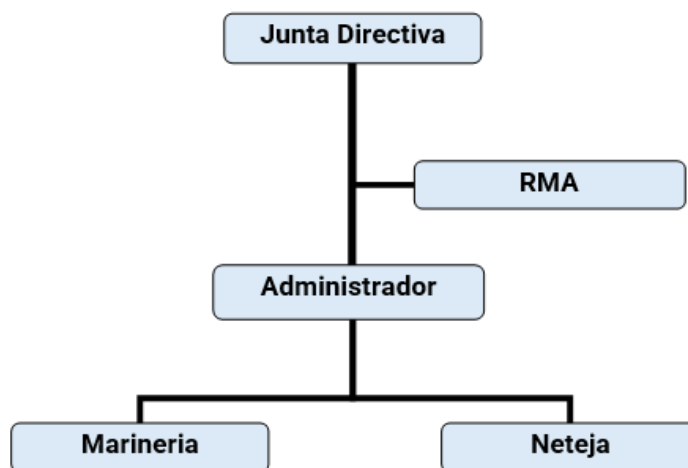 Junta Directiva
RMA
Administrador
Marineria
Neteja